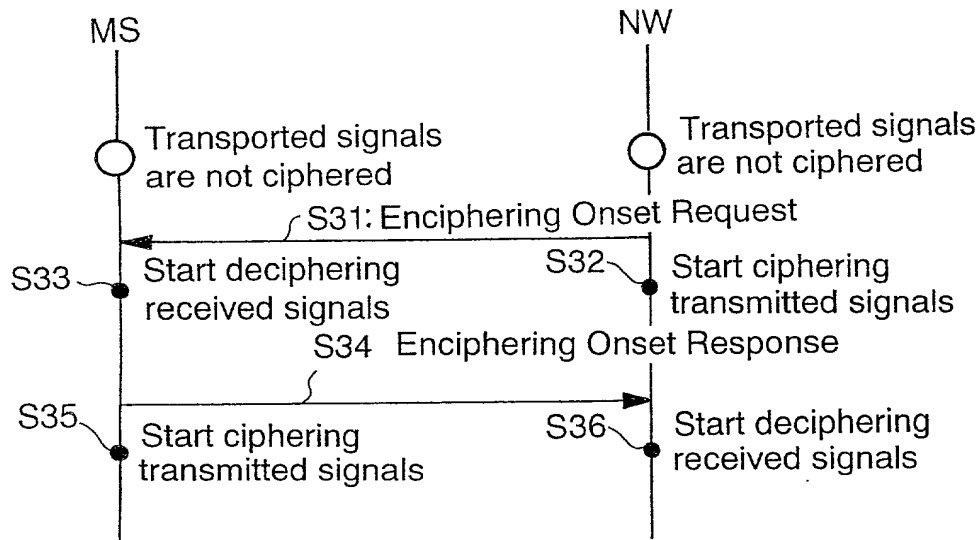 MS
NW
Transported signals
are not ciphered
Transported signals
are not ciphered
S31: Enciphering Onset Request
S33
Start deciphering
received signals
S32
Start ciphering
transmitted signals
S34 Enciphering Onset Response
S35
Start ciphering
transmitted signals
S36
Start deciphering
received signals